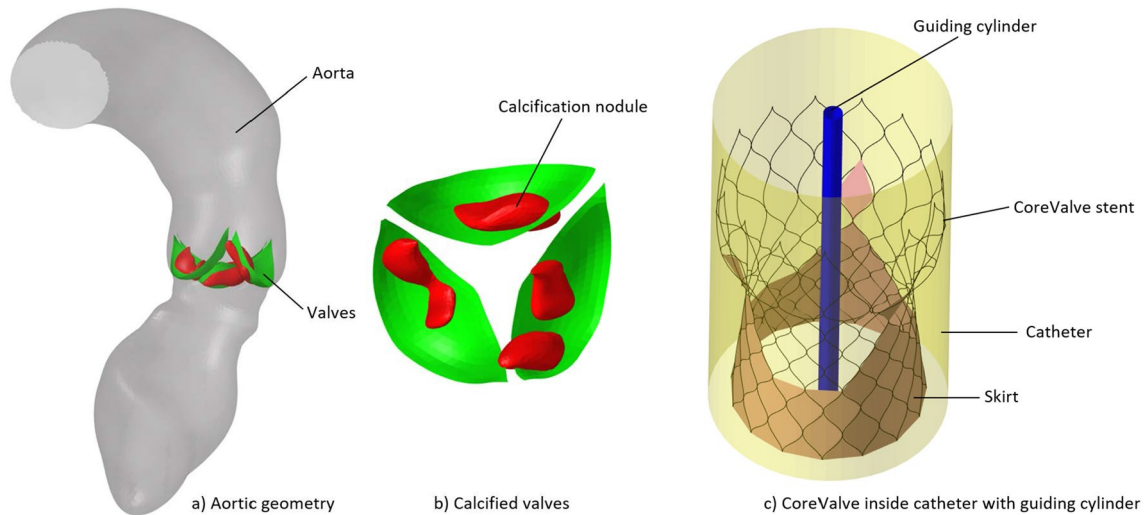 Aorta
Valves
a) Aortic geometry
Calcification nodule
b) Calcified valves
Guiding cylinder
CoreValve stent
Catheter
Skirt
c) CoreValve inside catheter with guiding cylinder